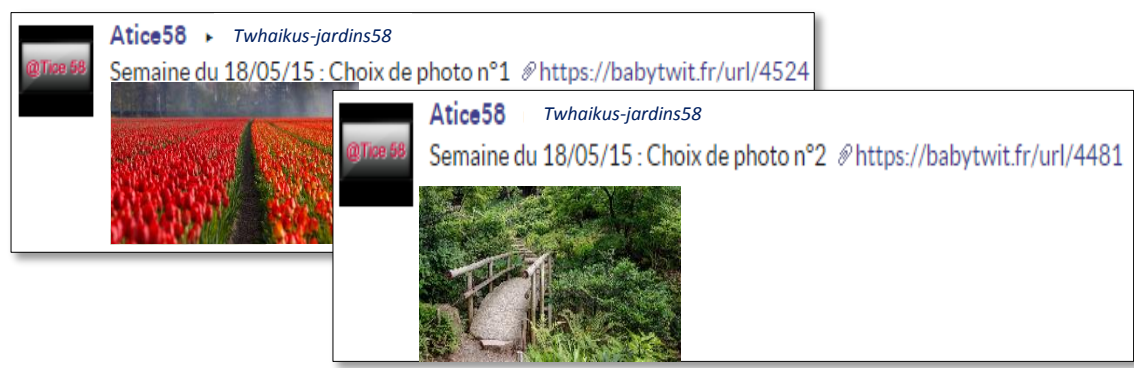 Atice58 ▸ Twhaikus-jardins58
@Tice 58
Semaine du 18/05/15 : Choix de photo n°1 https://babytwit.fr/url/4524
Atice58 Twhaikus-jardins58
@Tice 58
Semaine du 18/05/15 : Choix de photo n°2 https://babytwit.fr/url/4481